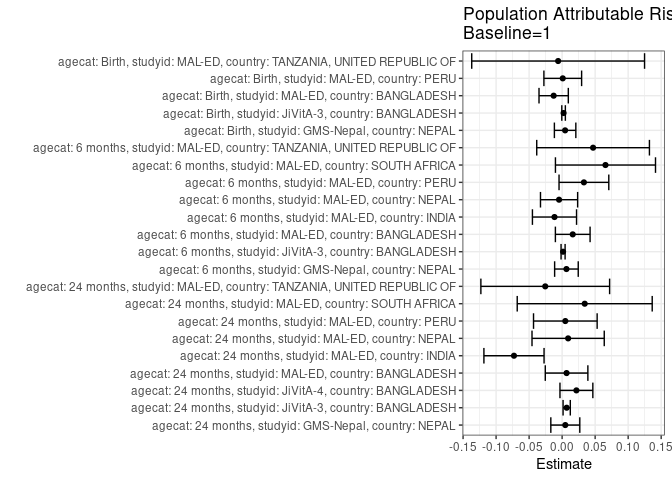 Population Attributable Ris
Baseline=1
agecat: Birth, studyid: MAL-ED, country: TANZANIA, UNITED REPUBLIC OF
agecat: Birth, studyid: MAL-ED, country: PERU
agecat: Birth, studyid: MAL-ED, country: BANGLADESH
agecat: Birth, studyid: JiVitA-3, country: BANGLADESH
agecat: Birth, studyid: GMS-Nepal, country: NEPAL
agecat: 6 months, studyid: MAL-ED, country: TANZANIA, UNITED REPUBLIC OF
agecat: 6 months, studyid: MAL-ED, country: SOUTH AFRICA
agecat: 6 months, studyid: MAL-ED, country: PERU
agecat: 6 months, studyid: MAL-ED, country: NEPAL
agecat: 6 months, studyid: MAL-ED, country: INDIA
agecat: 6 months, studyid: MAL-ED, country: BANGLADESH
agecat: 6 months, studyid: JiVitA-3, country: BANGLADESH
agecat: 6 months, studyid: GMS-Nepal, country: NEPAL
agecat: 24 months, studyid: MAL-ED, country: TANZANIA, UNITED REPUBLIC OF
agecat: 24 months, studyid: MAL-ED, country: SOUTH AFRICA
agecat: 24 months, studyid: MAL-ED, country: PERU
agecat: 24 months, studyid: MAL-ED, country: NEPAL
agecat: 24 months, studyid: MAL-ED, country: INDIA
agecat: 24 months, studyid: MAL-ED, country: BANGLADESH
agecat: 24 months, studyid: JiVitA-4, country: BANGLADESH
agecat: 24 months, studyid: JiVitA-3, country: BANGLADESH
agecat: 24 months, studyid: GMS-Nepal, country: NEPAL
-0.15 -0.10 -0.05 0.00 0.05 0.10 0.15
Estimate